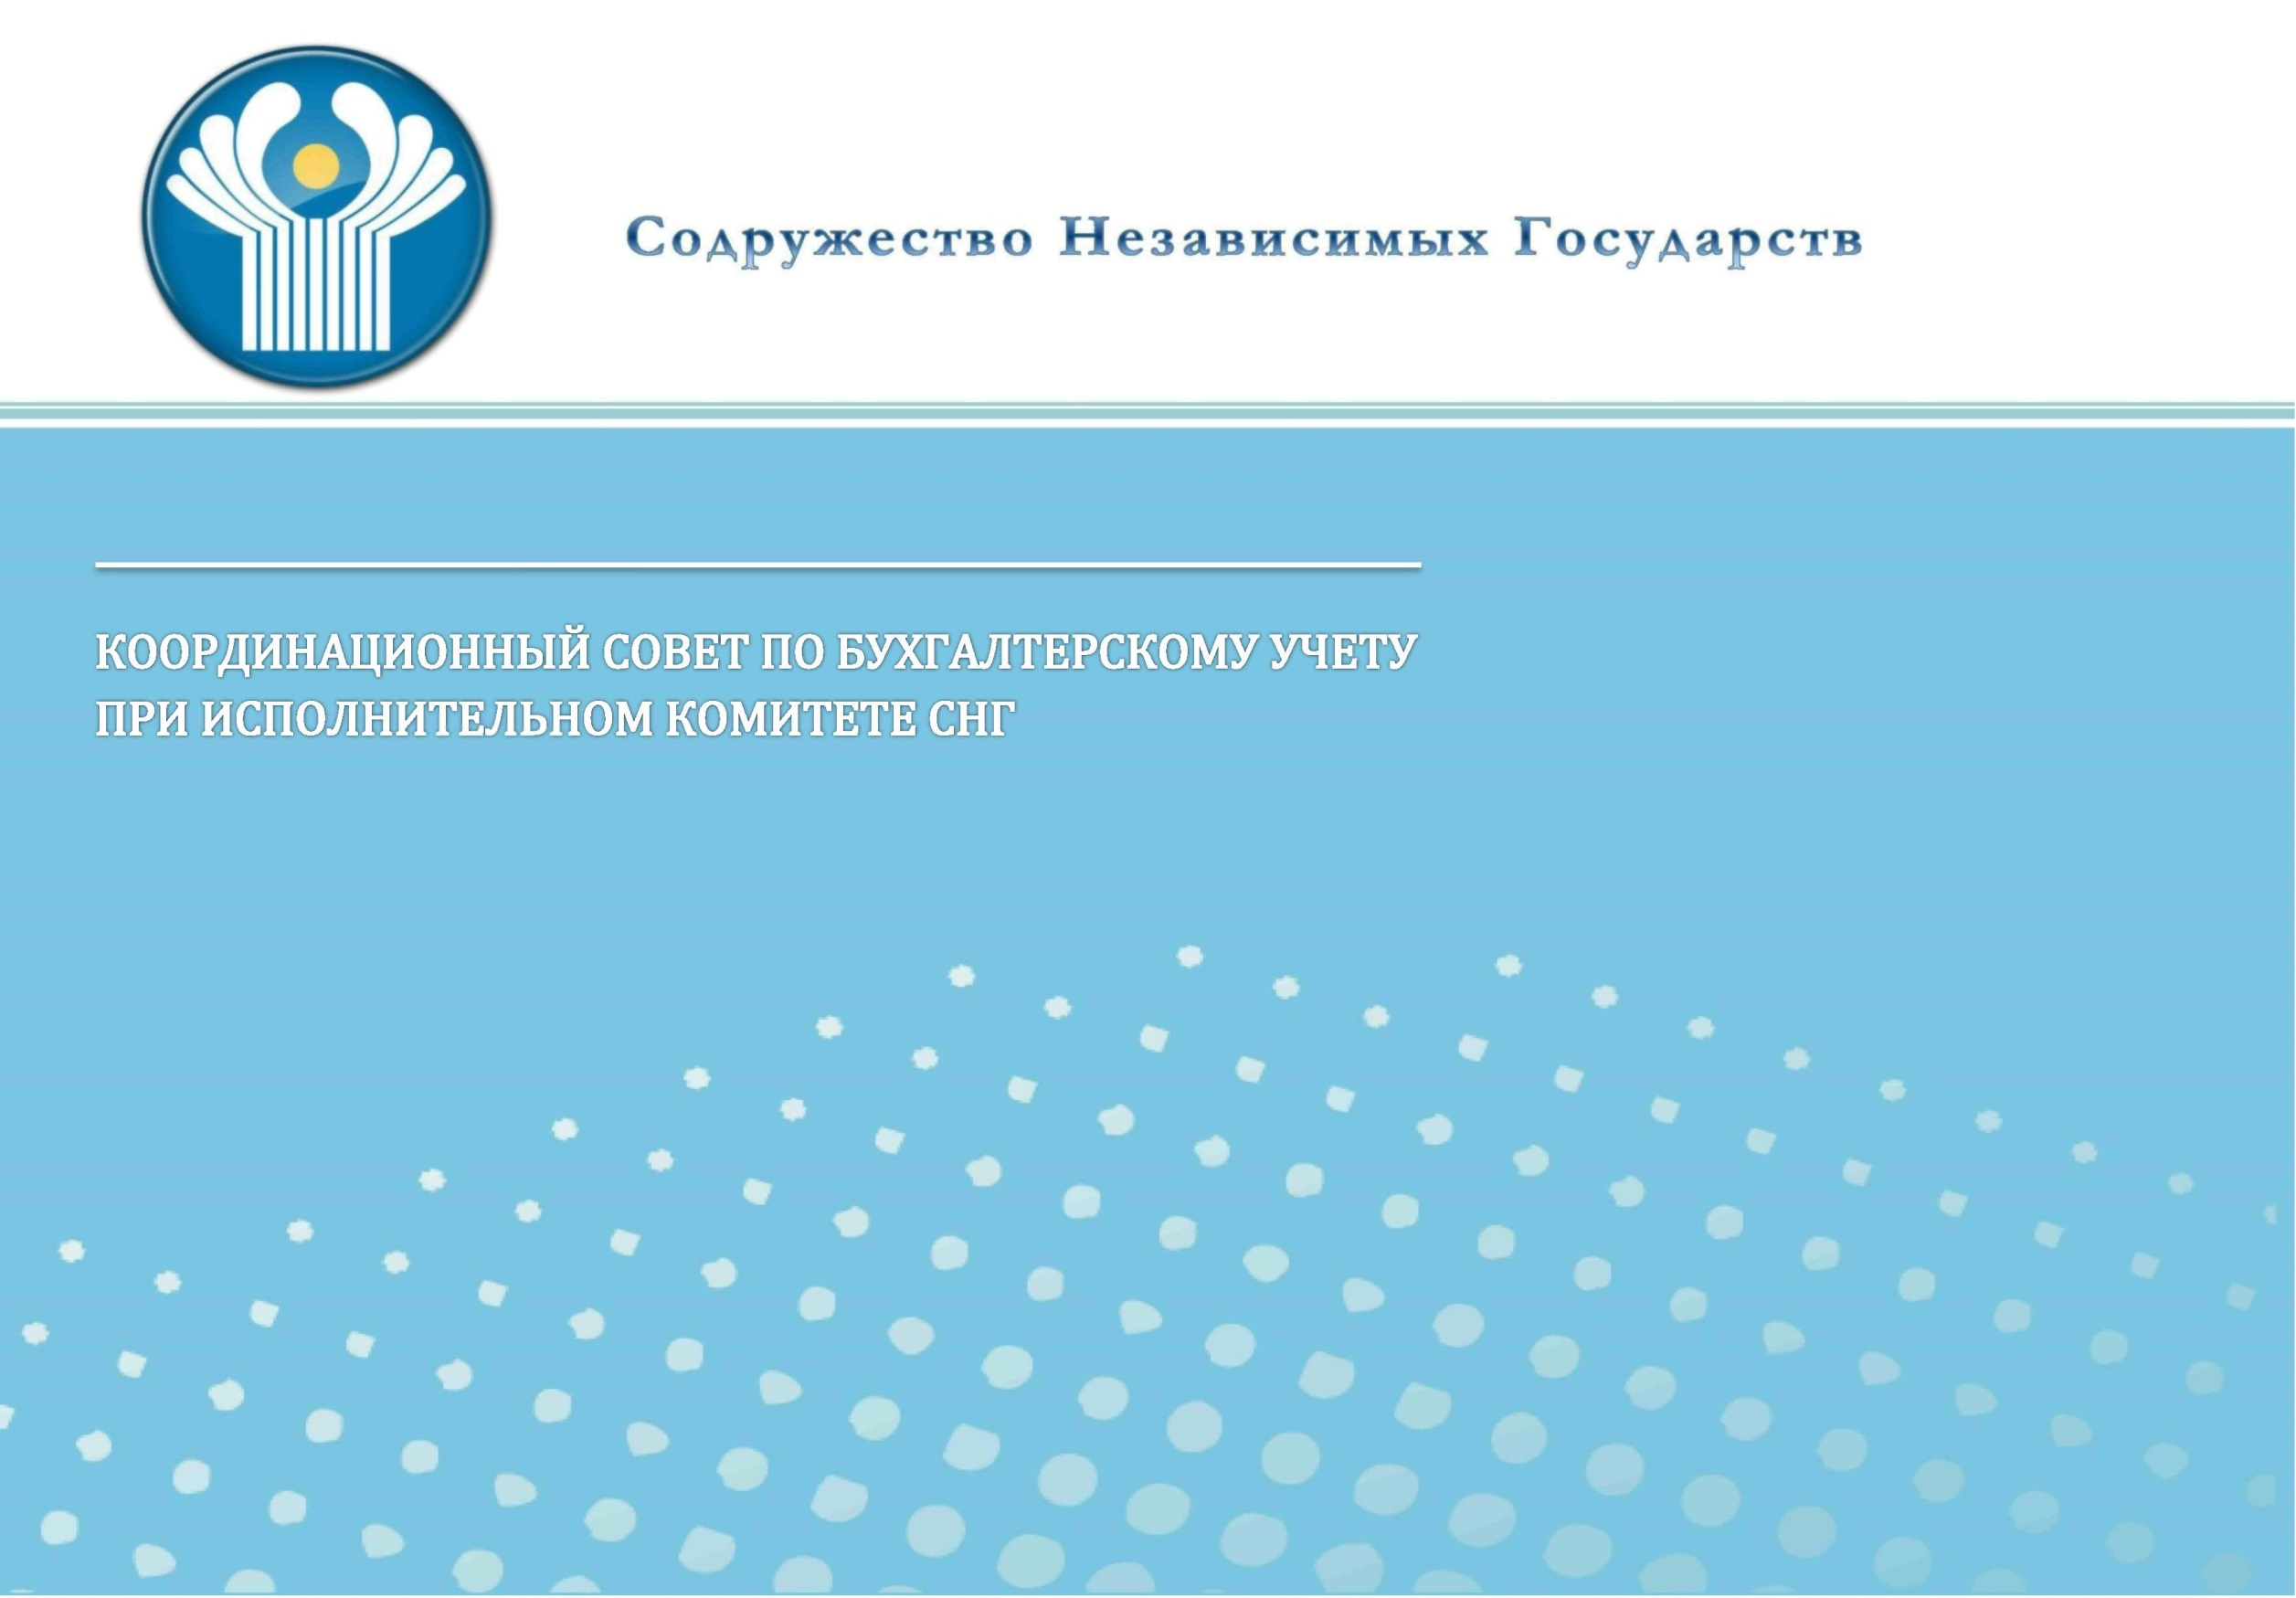 Содружество Независимых Государств
КООРДИНАЦИОННЫЙ СОВЕТ ПО БУХГАЛТЕРСКОМУ УЧЕТУ
ПРИ ИСПОЛНИТЕЛЬНОМ КОМИТЕТЕ СНГ